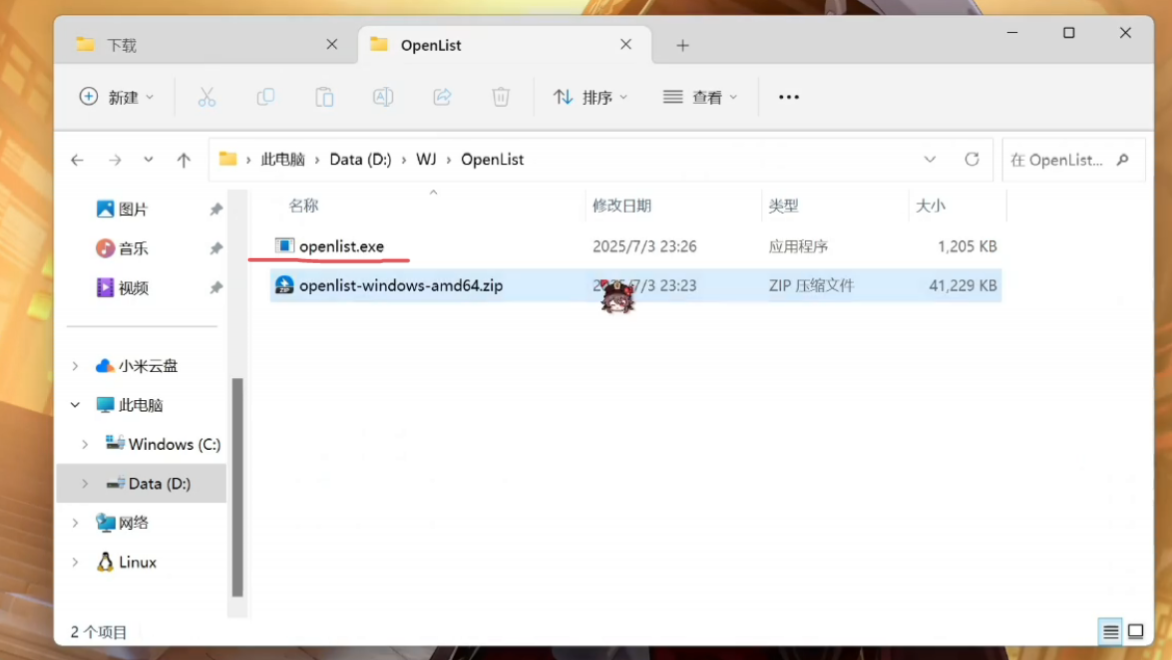 下载 OpenList
新建 排序 查看
此电脑 Data (D:) WJ OpenList 在 OpenList...
名称 修改日期 类型 大小
图片
音乐
视频
小米云盘
此电脑
Windows (C:)
Data (D:)
网络
Linux
openlist.exe 2025/7/3 23:26 应用程序 1,205 KB
openlist-windows-amd64.zip 7/3 23:23 ZIP 压缩文件 41,229 KB
2 个项目